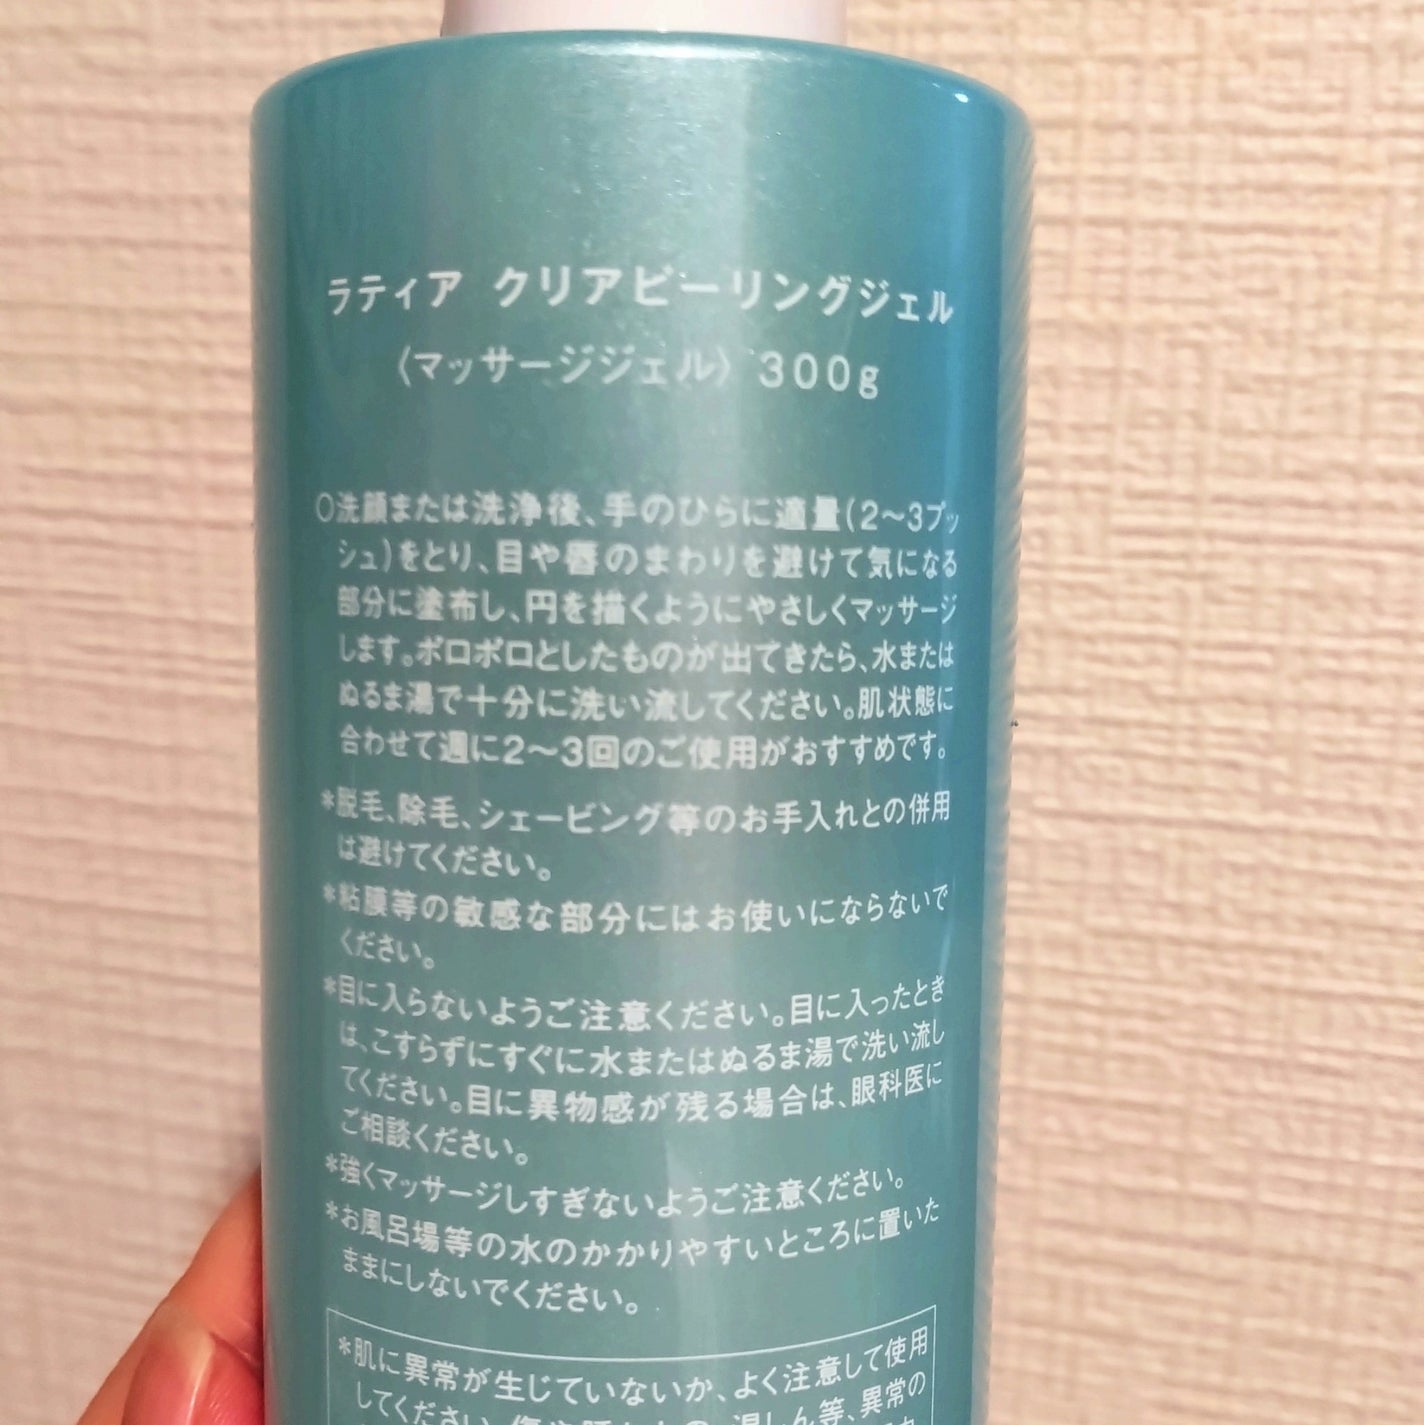 ラティア クリアピーリングジェル
〈マッサージジェル〉 300g
○洗顔または洗浄後、手のひらに適量(2〜3プッ
シュ)をとり、目や唇のまわりを避けて気になる
部分に塗布し、円を描くようにやさしくマッサージ
します。ポロポロとしたものが出てきたら、水または
ぬるま湯で十分に洗い流してください。肌状態に
合わせて週に2〜3回のご使用がおすすめです。
*脱毛、除毛、シェービング等のお手入れとの併用
は避けてください。
*粘膜等の敏感な部分にはお使いにならないで
ください。
*目に入らないようご注意ください。目に入ったとき
は、こすらずにすぐに水またはぬるま湯で洗い流し
てください。目に異物感が残る場合は、眼科医に
ご相談ください。
*強くマッサージしすぎないようご注意ください。
*お風呂場等の水のかかりやすいところに置いた
ままにしないでください。
*肌に異常が生じていないか、よく注意して使用
してください。傷や 湿しん等、異常の